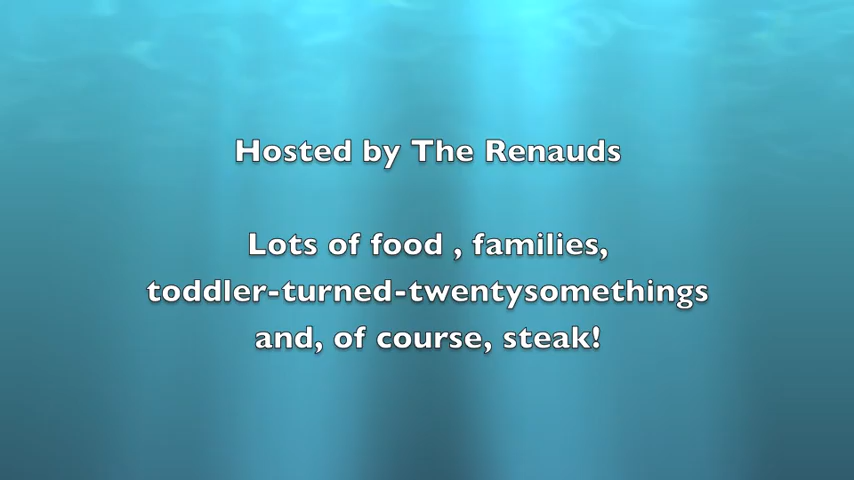 Hosted by The Renauds
Lots of food , families,
toddler-turned-twentysomethings
and, of course, steak!